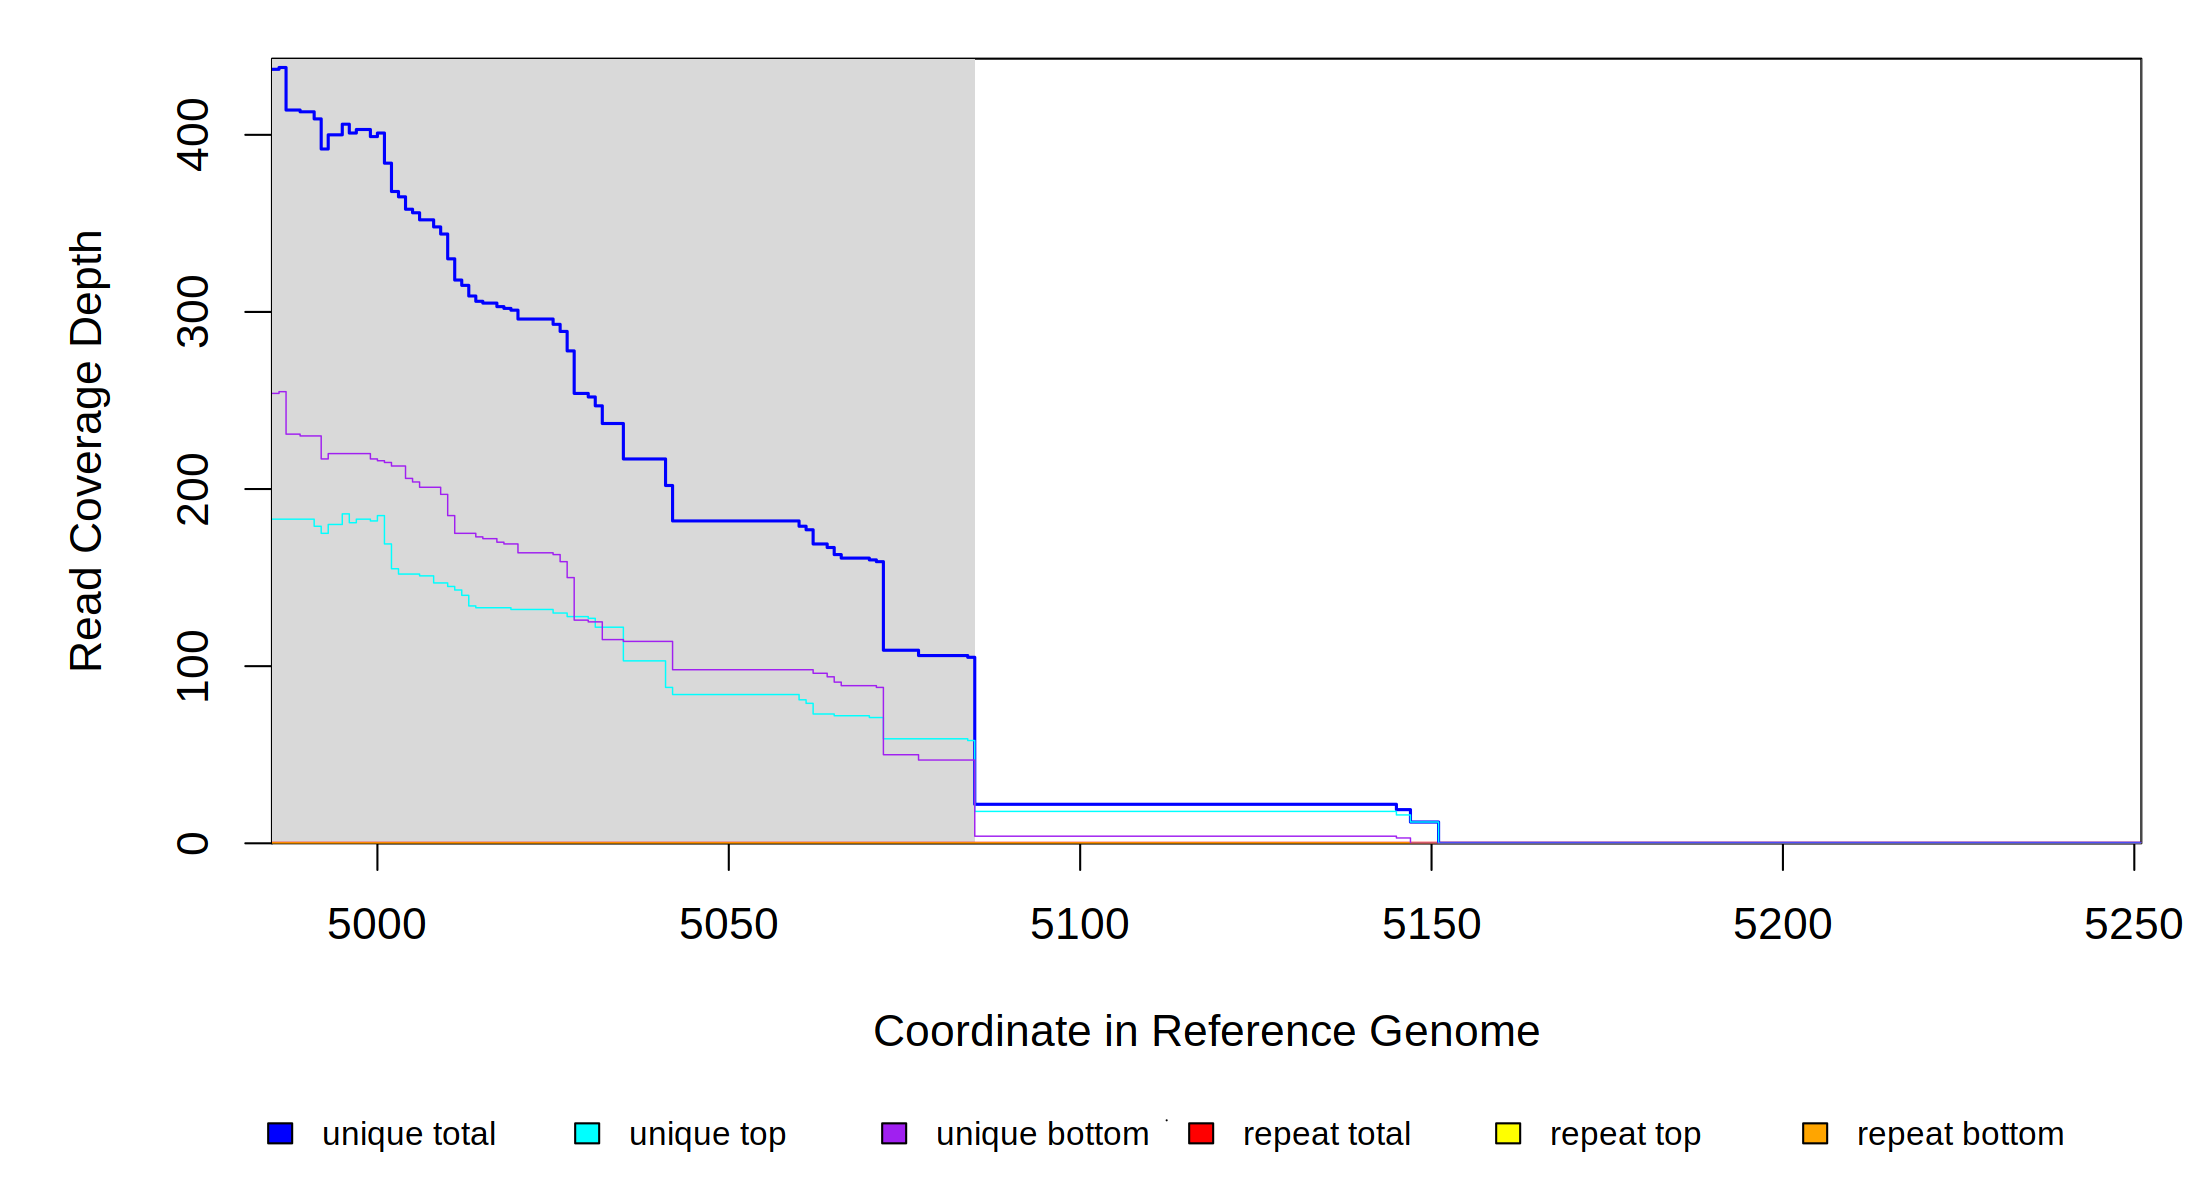 400
300
200
100
0
Read Coverage Depth
5000 5050 5100 5150 5200 5250
Coordinate in Reference Genome
unique total unique top unique bottom repeat total repeat top repeat bottom